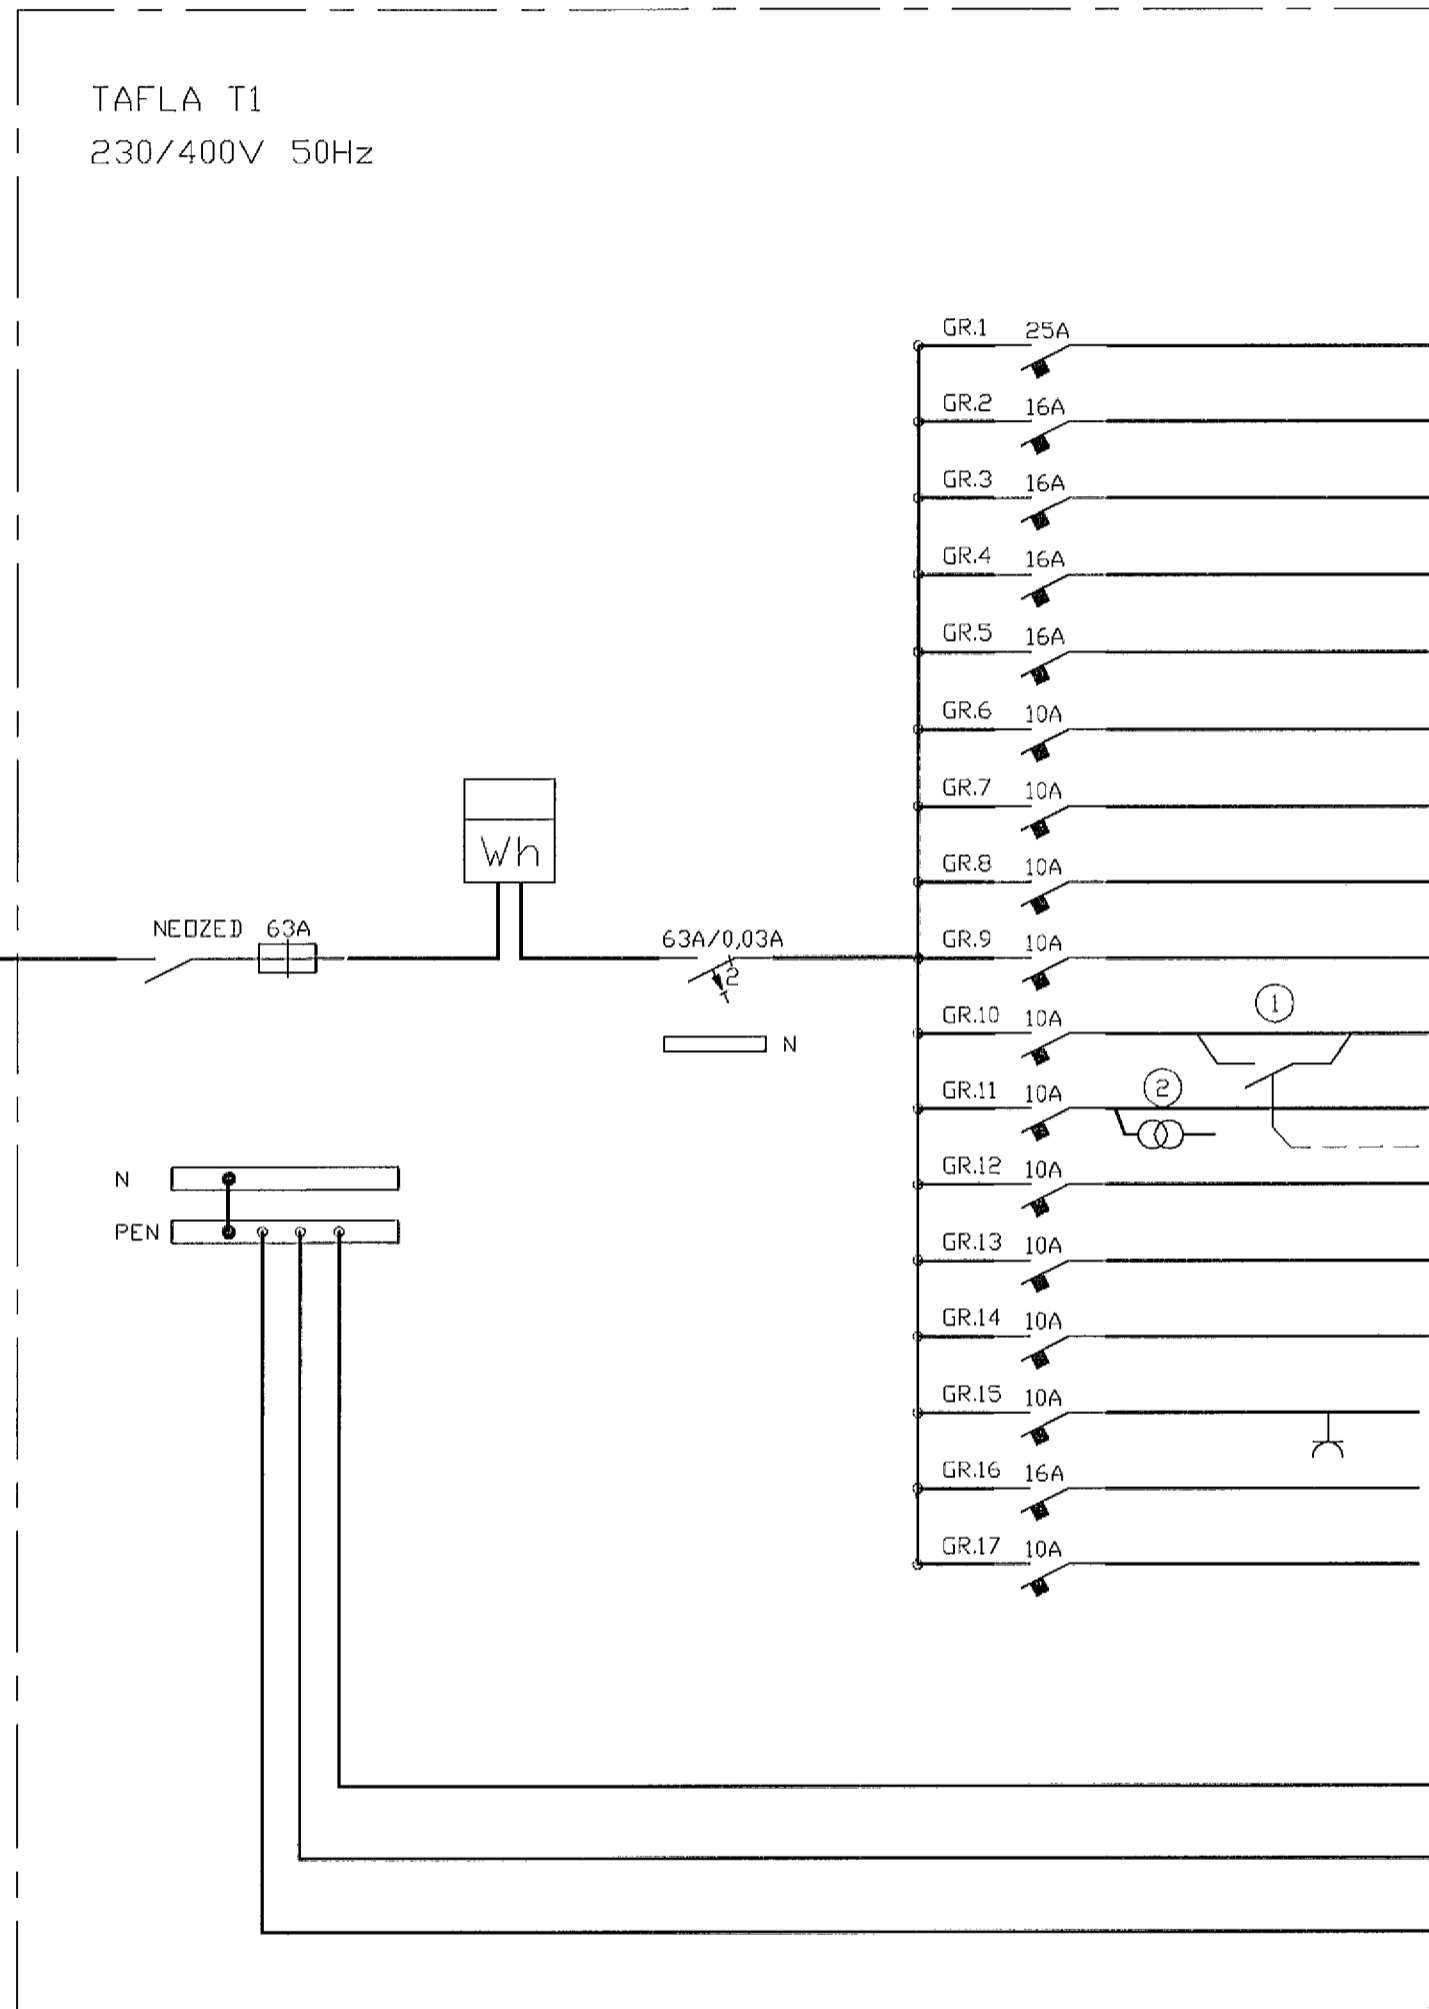 TAFLA T1
230/400V 50Hz
GR.1 25A
GR.2 16A
GR.3 16A
GR.4 16A
GR.5 16A
GR.6 10A
GR.7 10A
Wh
GR.8 10A
NEOZED 63A
63A/0,03A
2
GR.9 10A
N
GR.10 10A
1
GR.11 10A
2
N
GR.12 10A
PEN
GR.13 10A
GR.14 10A
GR.15 10A
GR.16 16A
GR.17 10A